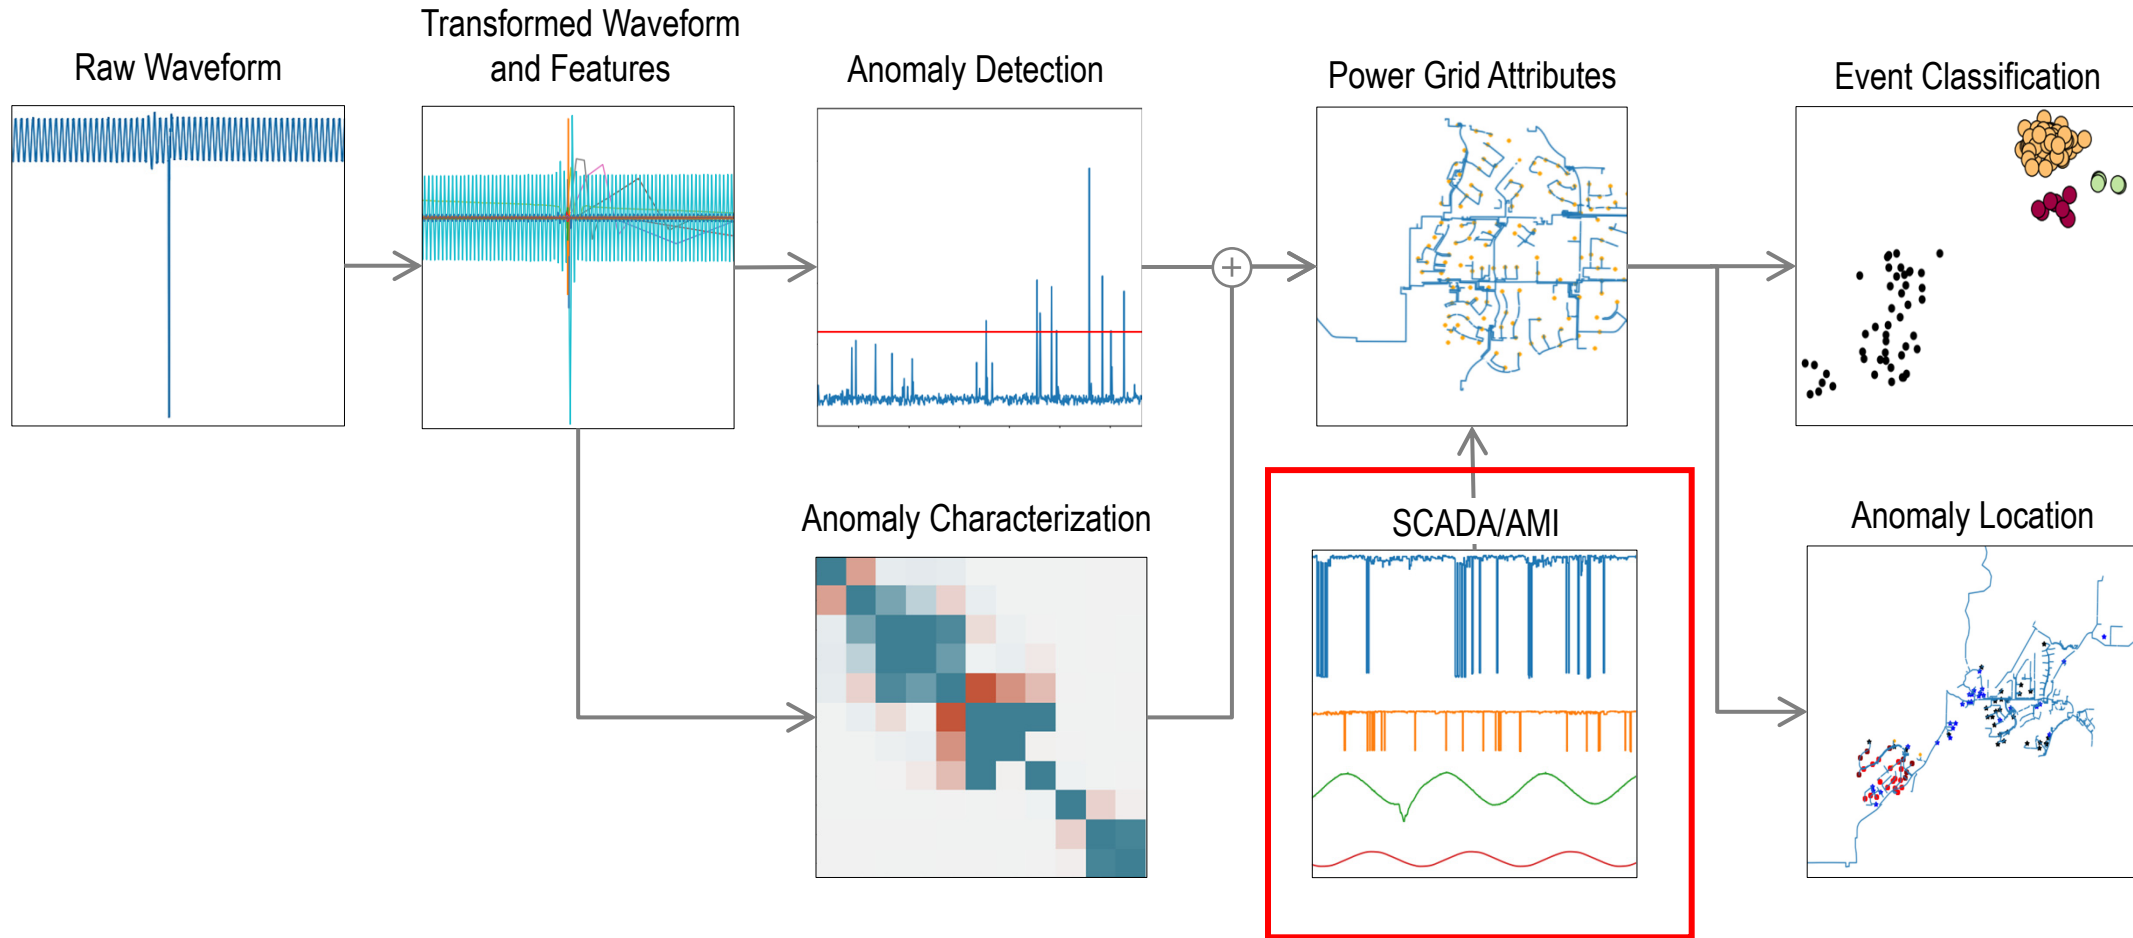 Raw Waveform
Transformed Waveform
and Features
Anomaly Detection
Power Grid Attributes
Event Classification
Anomaly Characterization
SCADA/AMI
Anomaly Location